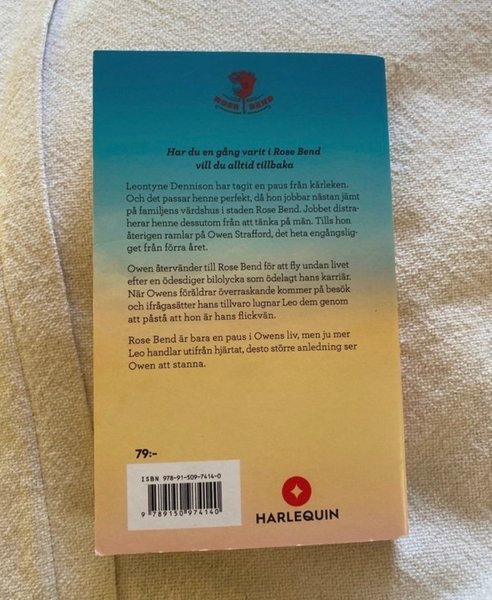 ROSE BEND
Har du en gång varit i Rose Bend
vill du alltid tillbaka
Leontyne Dennison har tagit en paus från kärleken.
Och det passar henne perfekt, då hon jobbar nästan jämt
på familjens värdshus i staden Rose Bend. Jobbet distra-
herar henne dessutom från att tänka på män. Tills hon
återigen ramlar på Owen Strafford, det heta engångslig-
get från förra året.
Owen återvänder till Rose Bend för att fly undan livet
efter en ödesdiger bilolycka som ödelagt hans karriär.
När Owens föräldrar överraskande kommer på besök
och ifrågasätter hans tillvaro lugnar Leo dem genom
att påstå att hon är hans flickvän.
Rose Bend är bara en paus i Owens liv, men ju mer
Leo handlar utifrån hjärtat, desto större anledning ser
Owen att stanna.
79:-
ISBN 978-91-509-7414-0
9 789150 974140
HARLEQUIN